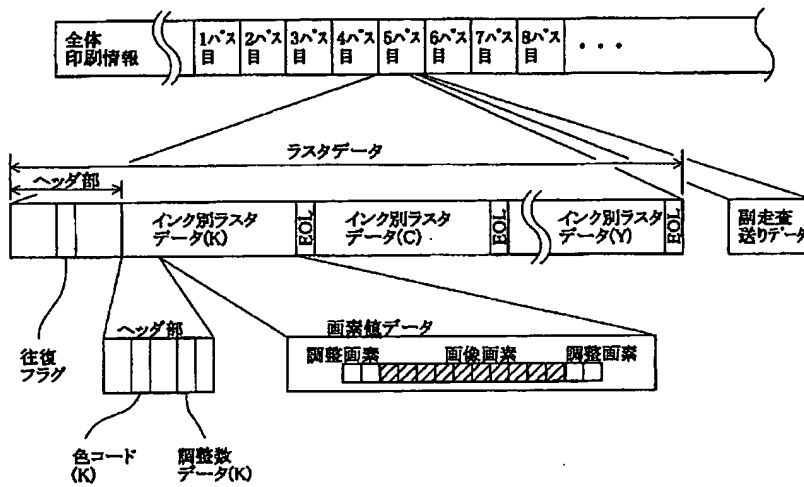 全体
印刷情報
1パス
目
2パス
目
3パス
目
4パス
目
5パス
目
6パス
目
7パス
目
8パス
目
・・・
ラスタデータ
ヘッダ部
インク別ラスタ
データ(K)
EOL
インク別ラスタ
データ(C)
EOL
インク別ラスタ
データ(Y)
EOL
副走査
送りデータ
往復
フラグ
ヘッダ部
画素値データ
調整画素
画像画素
調整画素
色コード
(K)
調整数
データ(K)